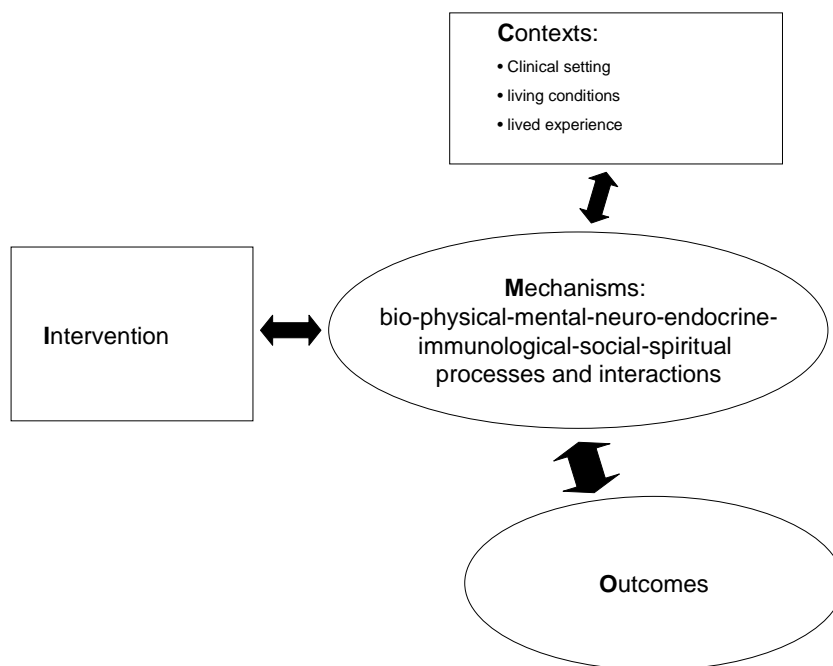 Contexts:
• Clinical setting
• living conditions
• lived experience
Intervention
Mechanisms:
bio-physical-mental-neuro-endocrine-
immunological-social-spiritual
processes and interactions
Outcomes